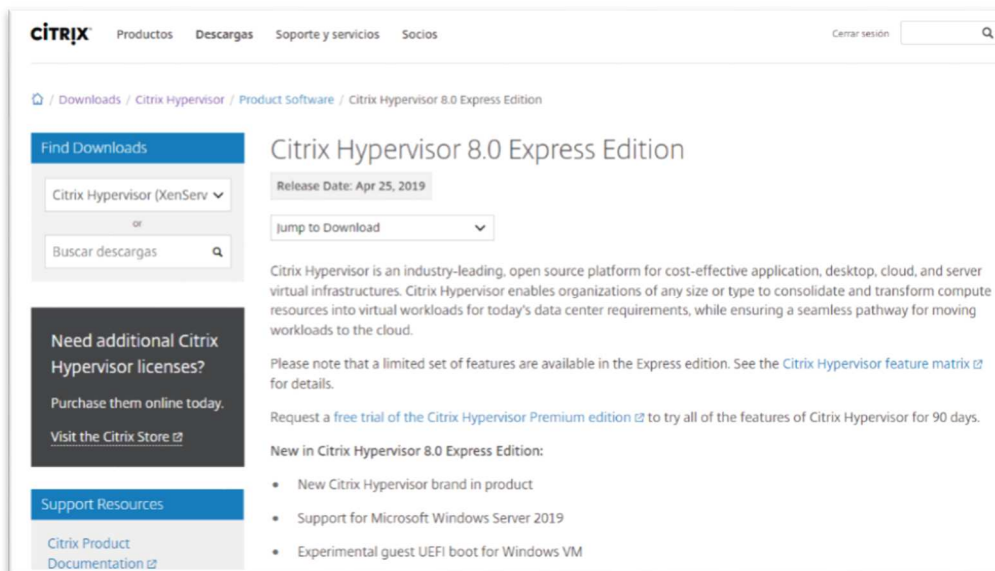 CİTRIX
Productos Descargas Soporte y servicios Socios Cerrar sesión
/ Downloads / Citrix Hypervisor / Product Software / Citrix Hypervisor 8.0 Express Edition
Find Downloads
Citrix Hypervisor (XenServ
or
Buscar descargas
Need additional Citrix
Hypervisor licenses?
Purchase them online today.
Visit the Citrix Store
Support Resources
Citrix Product
Documentation
Citrix Hypervisor 8.0 Express Edition
Release Date: Apr 25, 2019
Jump to Download
Citrix Hypervisor is an industry-leading, open source platform for cost-effective application, desktop, cloud, and server
virtual infrastructures. Citrix Hypervisor enables organizations of any size or type to consolidate and transform compute
resources into virtual workloads for today's data center requirements, while ensuring a seamless pathway for moving
workloads to the cloud.
Please note that a limited set of features are available in the Express edition. See the Citrix Hypervisor feature matrix
for details.
Request a free trial of the Citrix Hypervisor Premium edition to try all of the features of Citrix Hypervisor for 90 days.
New in Citrix Hypervisor 8.0 Express Edition:
• New Citrix Hypervisor brand in product
• Support for Microsoft Windows Server 2019
• Experimental guest UEFI boot for Windows VM